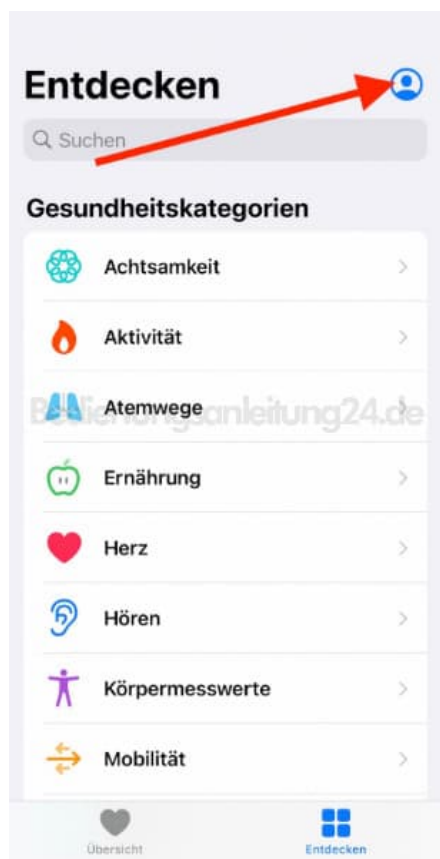 Entdecken
Suchen
Gesundheitskategorien
Achtsamkeit
Aktivität
Atemwege
Bedienungsanleitung24.de
Ernährung
Herz
Hören
Körpermesswerte
Mobilität
Übersicht
Entdecken